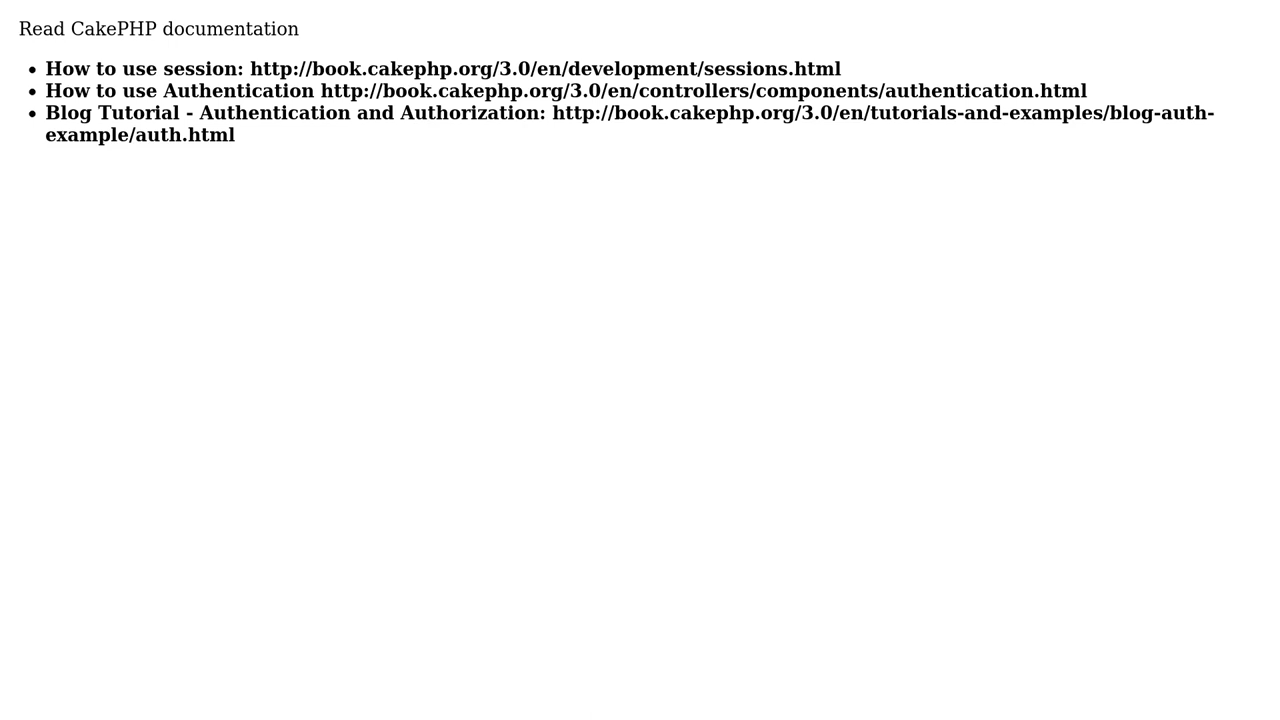 Read CakePHP documentation
• How to use session: http://book.cakephp.org/3.0/en/development/sessions.html
• How to use Authentication http://book.cakephp.org/3.0/en/controllers/components/authentication.html
• Blog Tutorial - Authentication and Authorization: http://book.cakephp.org/3.0/en/tutorials-and-examples/blog-auth-
example/auth.html